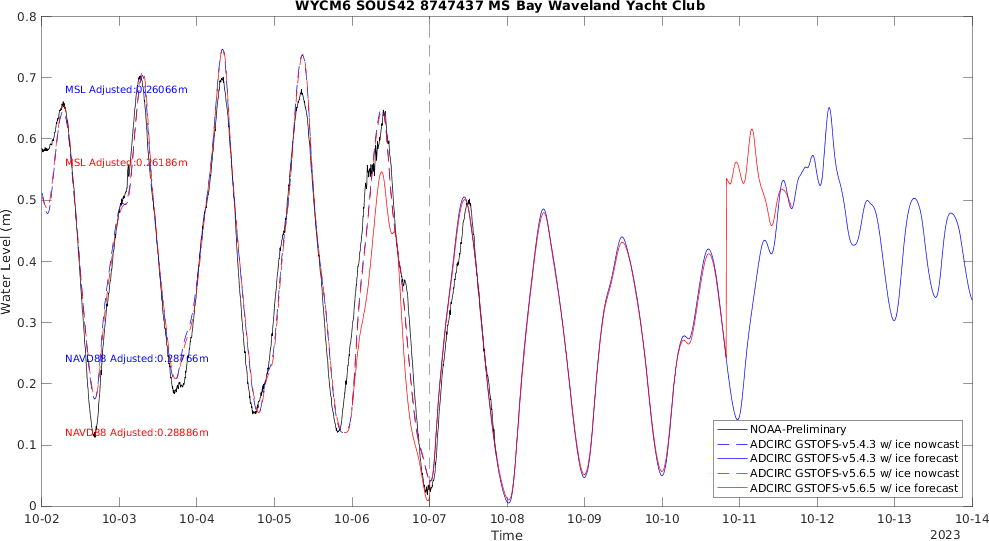 WYCM6 SOUS42 8747437 MS Bay Waveland Yacht Club
Water Level (m)
0.8
0.7
0.6
0.5
0.4
0.3
0.2
0.1
0
MSL Adjusted:0.26066m
MSL Adjusted:0.26186m
NAVD88 Adjusted:0.28766m
NAVD88 Adjusted:0.28886m
NOAA-Preliminary
ADCIRC GSTOFS-v5.4.3 w/ ice nowcast
ADCIRC GSTOFS-v5.4.3 w/ ice forecast
ADCIRC GSTOFS-v5.6.5 w/ ice nowcast
ADCIRC GSTOFS-v5.6.5 w/ ice forecast
10-02 10-03 10-04 10-05 10-06 10-07 10-08 10-09 10-10 10-11 10-12 10-13 10-14
Time
2023